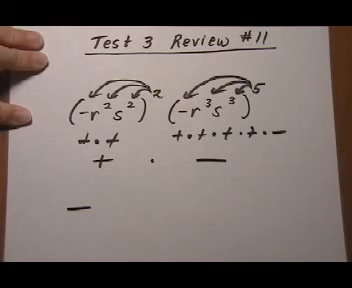 Test 3 Review #11
(-r²s²)² (-r³s³)⁵
+·+ +·+·+·+·-
+ · -
-